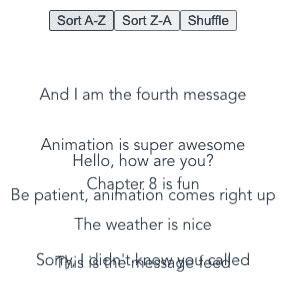 Sort A-Z Sort Z-A Shuffle
And I am the fourth message
Animation is super awesome
Hello, how are you?
Chapter 8 is fun
Be patient, animation comes right up
The weather is nice
Sorry, I didn't know you called
This is the message feed